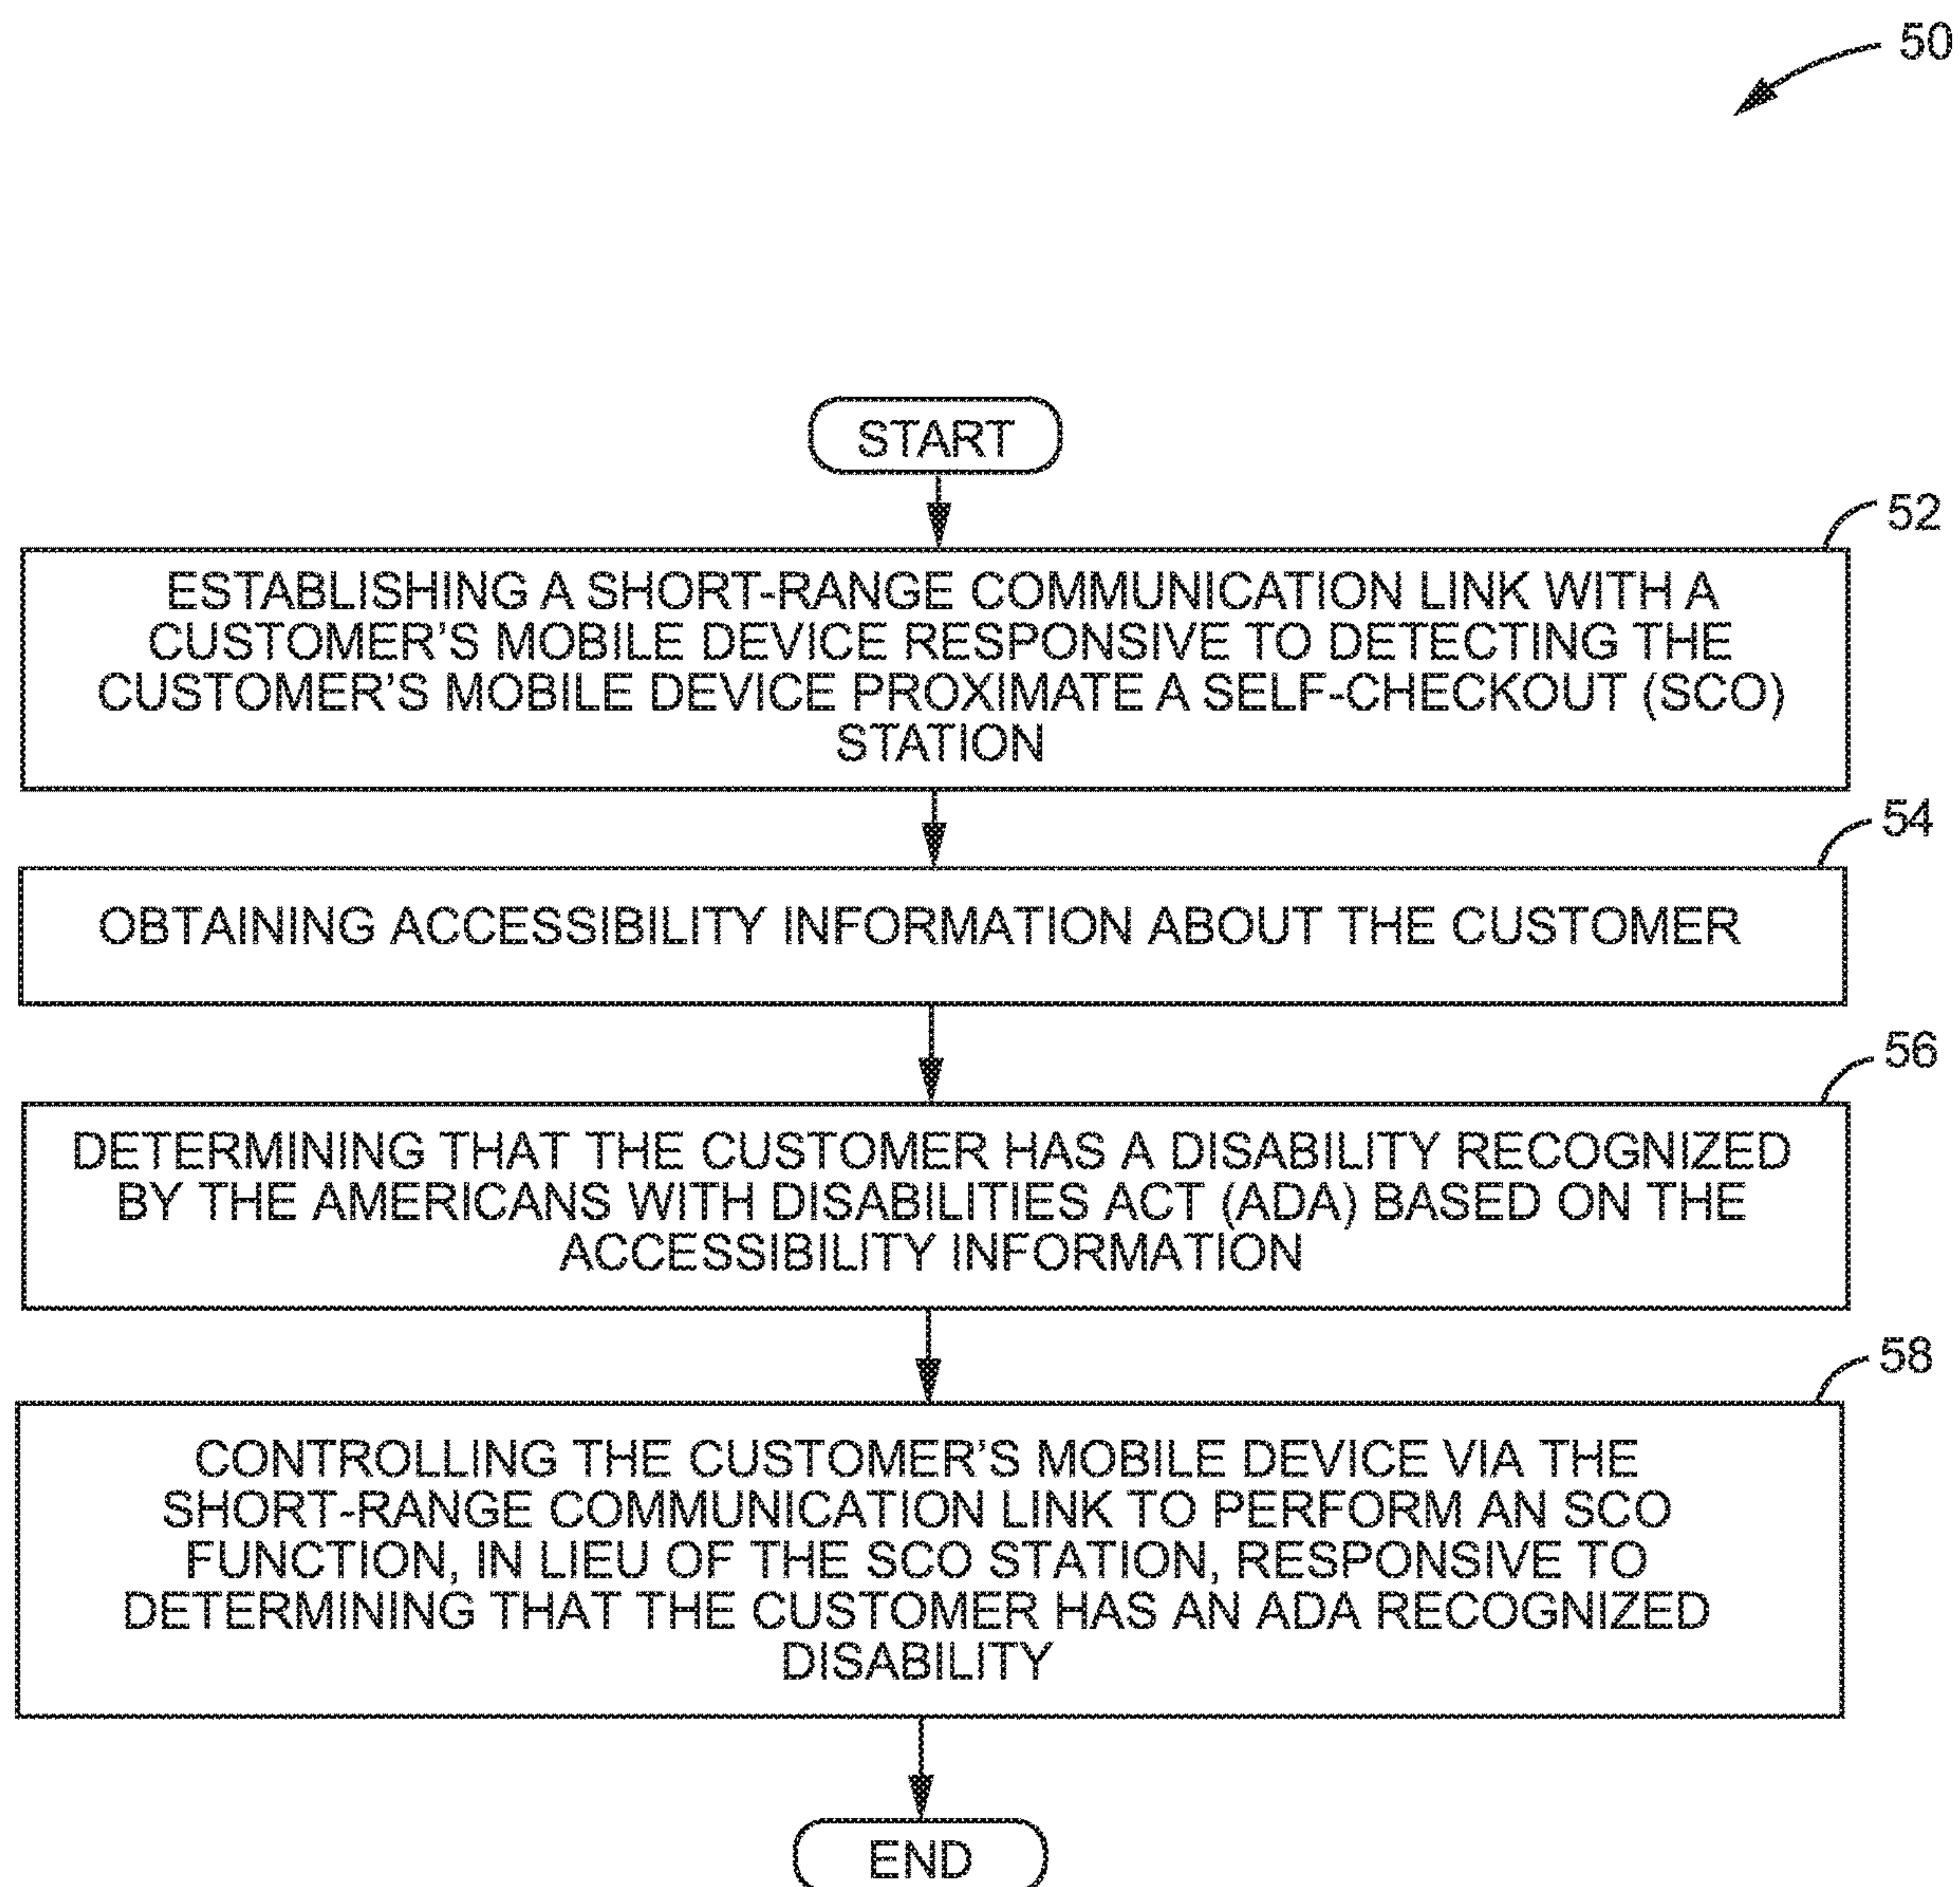 50
START
52
ESTABLISHING A SHORT-RANGE COMMUNICATION LINK WITH A
CUSTOMER'S MOBILE DEVICE RESPONSIVE TO DETECTING THE
CUSTOMER'S MOBILE DEVICE PROXIMATE A SELF-CHECKOUT (SCO)
STATION
54
OBTAINING ACCESSIBILITY INFORMATION ABOUT THE CUSTOMER
56
DETERMINING THAT THE CUSTOMER HAS A DISABILITY RECOGNIZED
BY THE AMERICANS WITH DISABILITIES ACT (ADA) BASED ON THE
ACCESSIBILITY INFORMATION
58
CONTROLLING THE CUSTOMER'S MOBILE DEVICE VIA THE
SHORT-RANGE COMMUNICATION LINK TO PERFORM AN SCO
FUNCTION, IN LIEU OF THE SCO STATION, RESPONSIVE TO
DETERMINING THAT THE CUSTOMER HAS AN ADA RECOGNIZED
DISABILITY
END